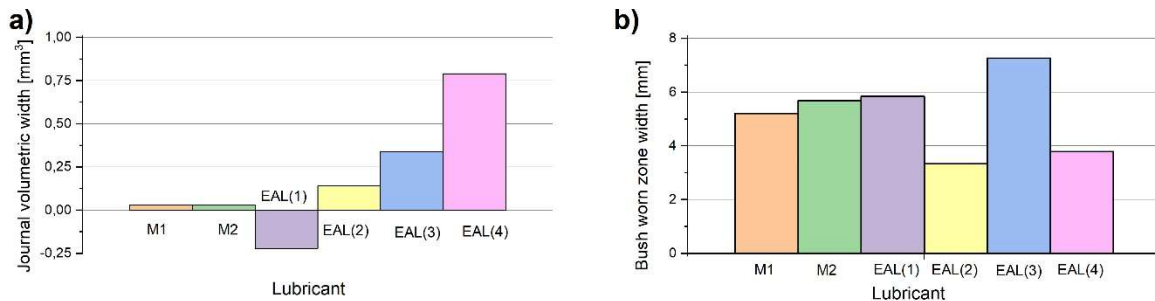 a)
Journal volumetric width [mm³]
1,00
0,75
0,50
0,25
0,00
-0,25
EAL(1)
M1 M2 EAL(2) EAL(3) EAL(4)
Lubricant
b)
Bush worn zone width [mm]
8
6
4
2
0
M1 M2 EAL(1) EAL(2) EAL(3) EAL(4)
Lubricant